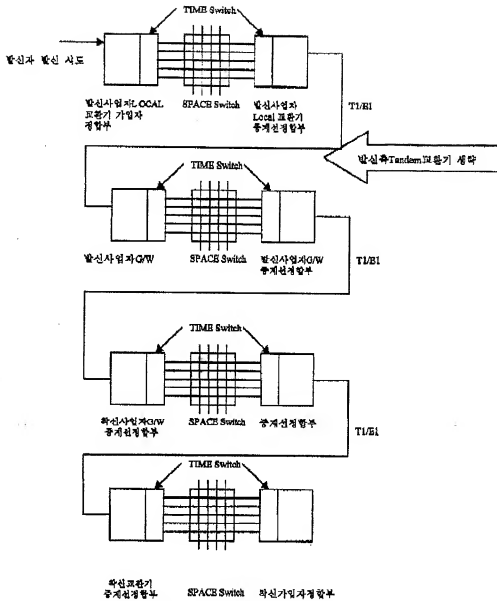 TIME Switch
발신자 발신 시도
발신사업자LOCAL
교환기 가입자
정합부
SPACE Switch
발신사업자
Local 교환기
중계선정합부
T1/E1
발신측Tandem교환기 생략
TIME Switch
발신사업자G/W
SPACE Switch
발신사업자G/W
중계선정합부
T1/E1
TIME Switch
착신사업자G/W
중계선정합부
SPACE Switch
중계선정합부
T1/E1
TIME Switch
착신교환기
중계선정합부
SPACE Switch
착신가입자정합부